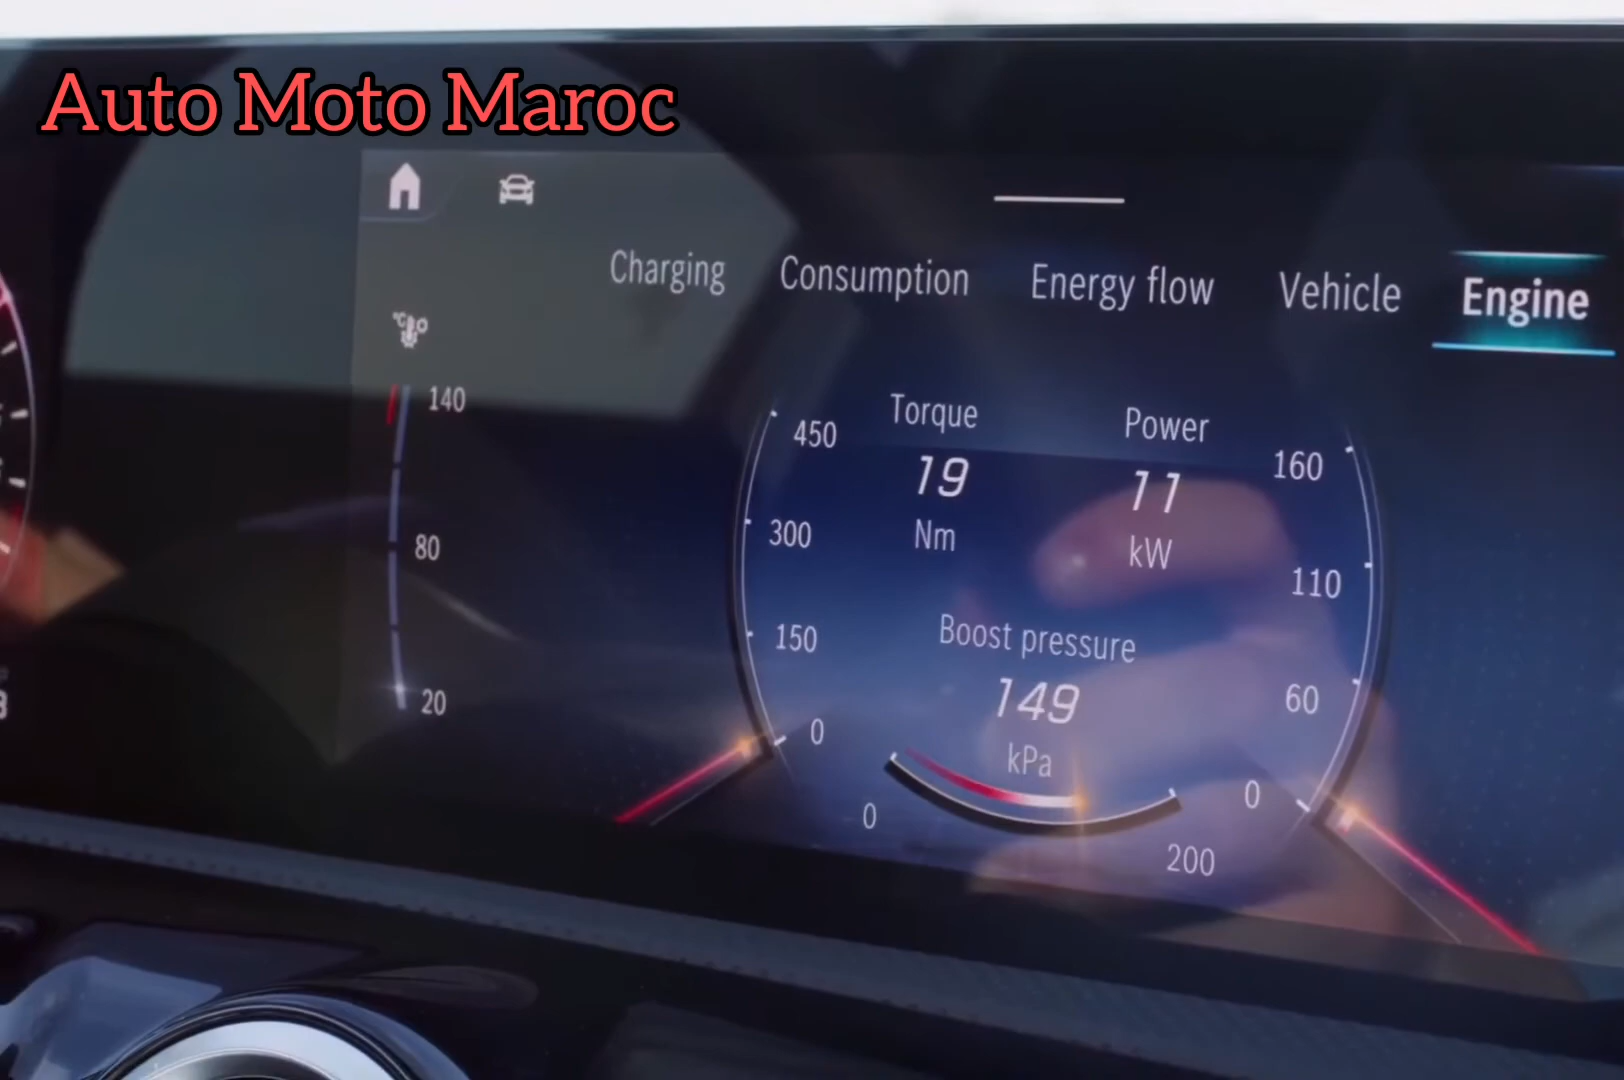 Auto Moto Maroc
Charging Consumption Energy flow Vehicle Engine
°C
140
80
20
Torque
19
Nm
Power
11
kW
450
300
150
0
160
110
60
0
Boost pressure
149
kPa
0
200